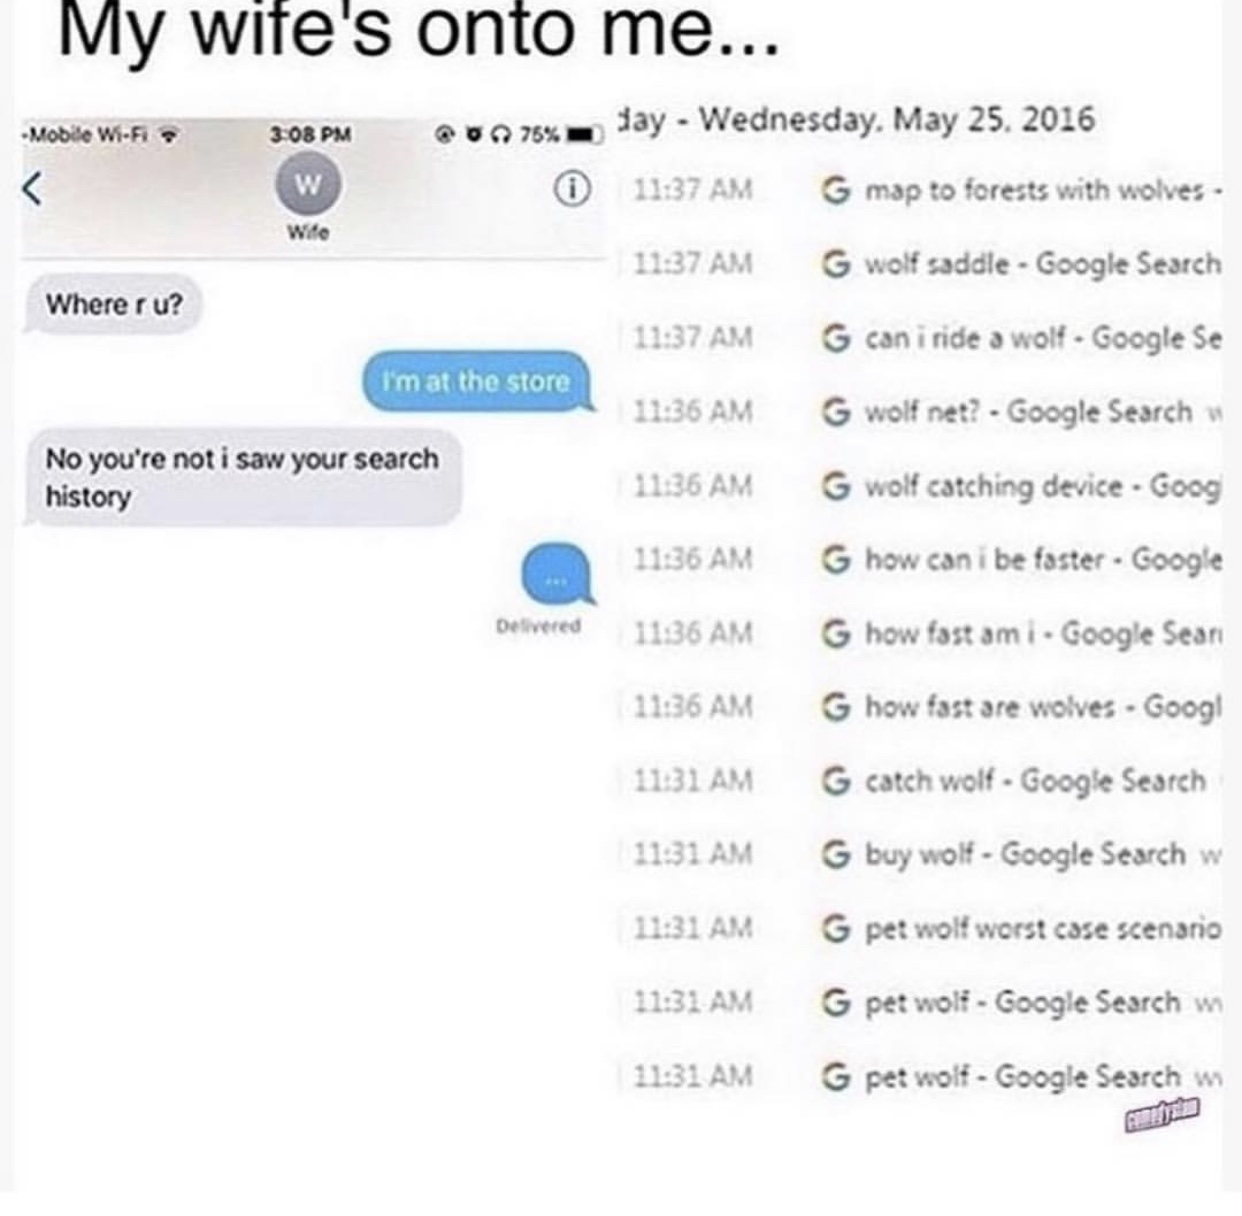 My wife's onto me...
-Mobile Wi-Fi 3:08 PM 75%
W
Wife
Where r u?
I'm at the store
No you're not i saw your search
history
...
Delivered
day - Wednesday, May 25, 2016
11:37 AM G map to forests with wolves -
11:37 AM G wolf saddle - Google Search
11:37 AM G can i ride a wolf - Google Se
11:36 AM G wolf net? - Google Search w
11:36 AM G wolf catching device - Goog
11:36 AM G how can i be faster - Google
11:36 AM G how fast am i - Google Sear
11:36 AM G how fast are wolves - Googl
11:31 AM G catch wolf - Google Search
11:31 AM G buy wolf - Google Search w
11:31 AM G pet wolf worst case scenario
11:31 AM G pet wolf - Google Search w
11:31 AM G pet wolf - Google Search w